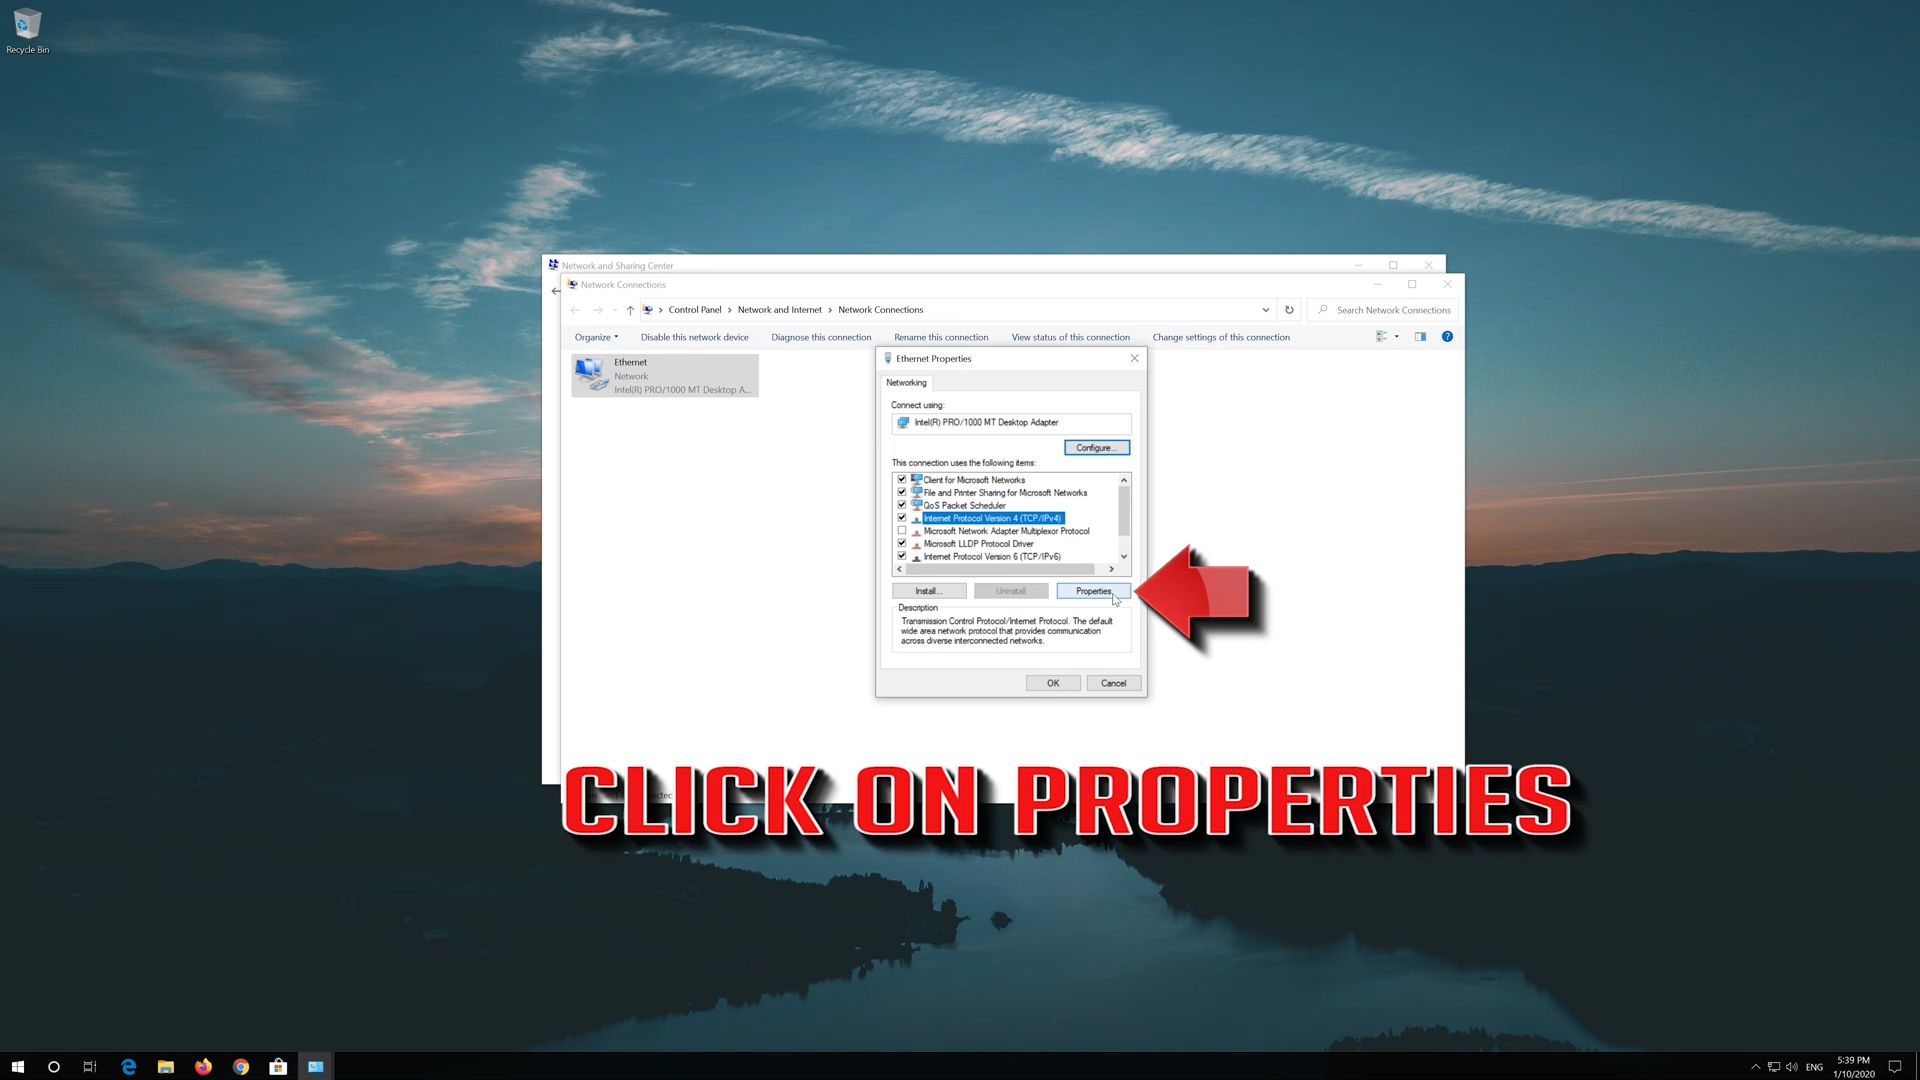 Recycle Bin
Network and Sharing Center
Network Connections
Control Panel > Network and Internet > Network Connections
Search Network Connections
Organize
Disable this network device
Diagnose this connection
Rename this connection
View status of this connection
Change settings of this connection
Ethernet
Network
Intel(R) PRO/1000 MT Desktop A...
Ethernet Properties
Networking
Connect using:
Intel(R) PRO/1000 MT Desktop Adapter
Configure...
This connection uses the following items:
Client for Microsoft Networks
File and Printer Sharing for Microsoft Networks
QoS Packet Scheduler
Internet Protocol Version 4 (TCP/IPv4)
Microsoft Network Adapter Multiplexor Protocol
Microsoft LLDP Protocol Driver
Internet Protocol Version 6 (TCP/IPv6)
Install...
Uninstall
Properties
Description
Transmission Control Protocol/Internet Protocol. The default
wide area network protocol that provides communication
across diverse interconnected networks.
OK
Cancel
CLICK ON PROPERTIES
ENG
5:39 PM
1/10/2020